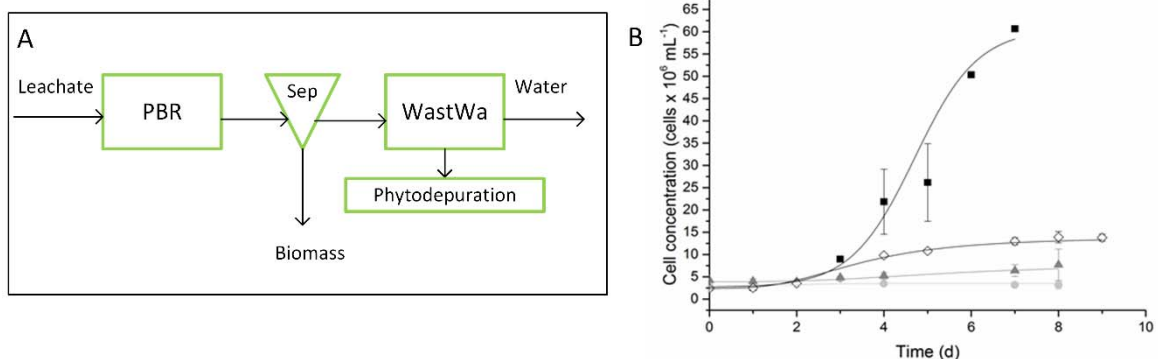 A
Leachate
PBR
Sep
WastWa
Water
Phytodepuration
Biomass
B
Cell concentration (cells x 10⁶ mL⁻¹)
65
60
55
50
45
40
35
30
25
20
15
10
5
0
0 2 4 6 8 10
Time (d)